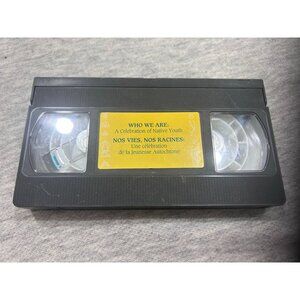 WHO WE ARE:
A Celebration of Native Youth
NOS VIES, NOS RACINES:
Une célébration
de la Jeunesse Autochtone